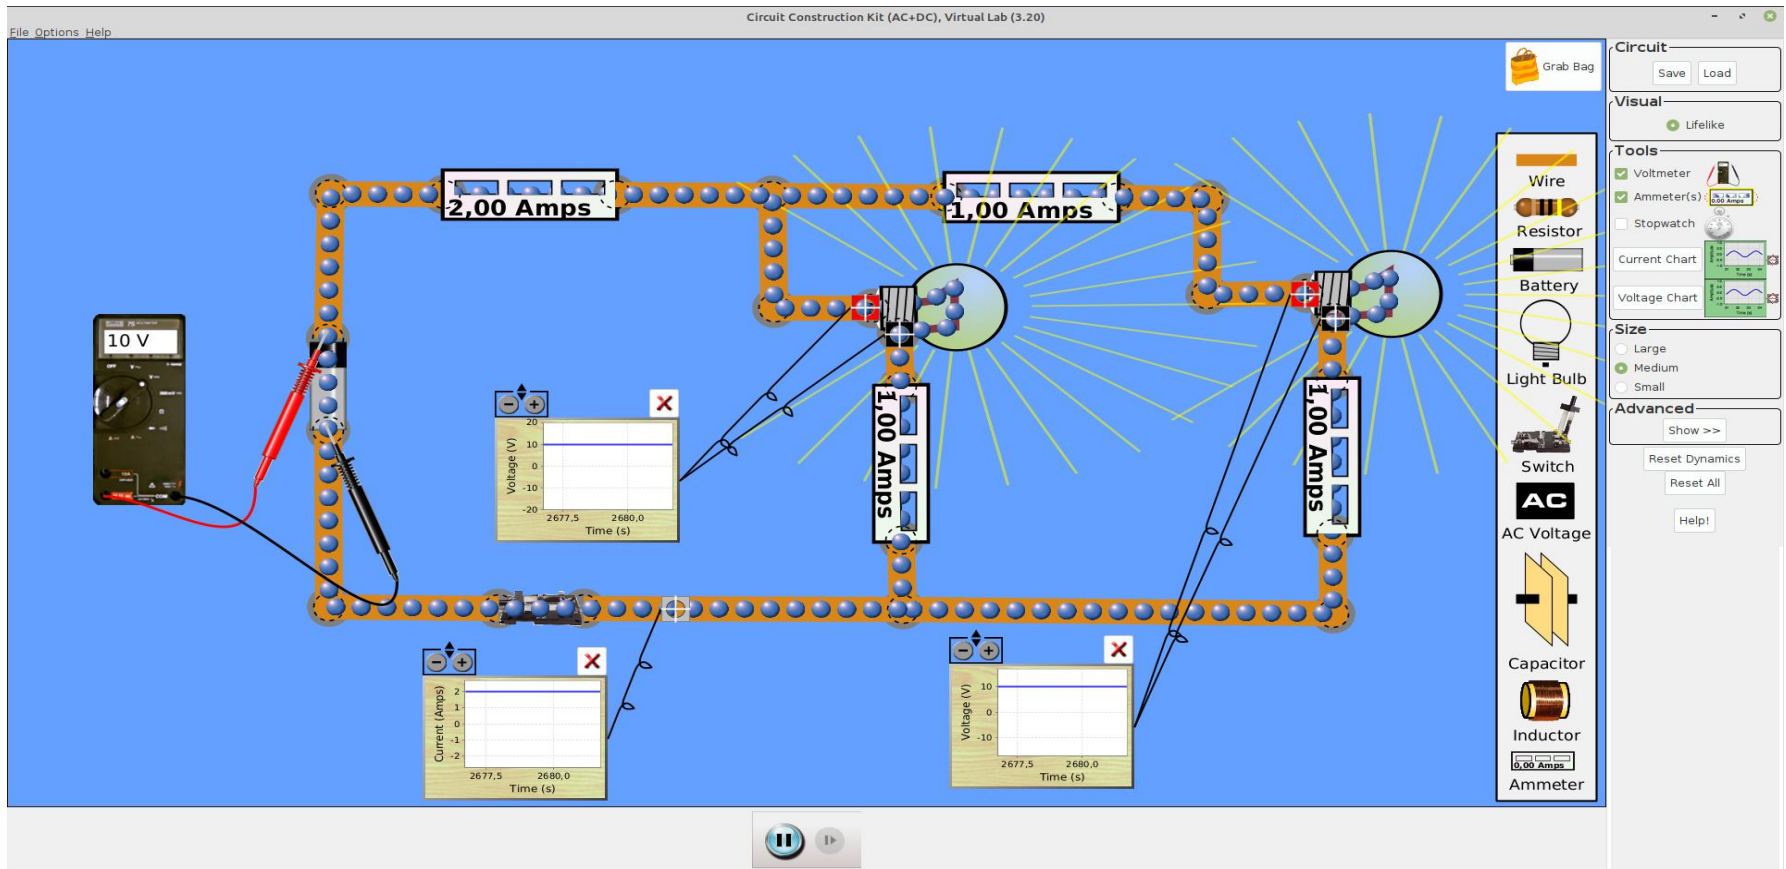 Circuit Construction Kit (AC+DC), Virtual Lab (3.20)
File Options Help
Grab Bag
2,00 Amps
1,00 Amps
10 V
1,00 Amps
1,00 Amps
Voltage (V)
20
10
0
-10
-20
2677,5 2680,0
Time (s)
Current (Amps)
2
1
0
-1
-2
2677,5 2680,0
Time (s)
Voltage (V)
10
0
-10
2677,5 2680,0
Time (s)
Wire
Resistor
Battery
Light Bulb
Switch
AC
AC Voltage
Capacitor
Inductor
0,00 Amps
Ammeter
Circuit
Save Load
Visual
Lifelike
Tools
Voltmeter
Ammeter(s)
0,00 Amps
Stopwatch
Current Chart
Voltage Chart
Size
Large
Medium
Small
Advanced
Show >>
Reset Dynamics
Reset All
Help!